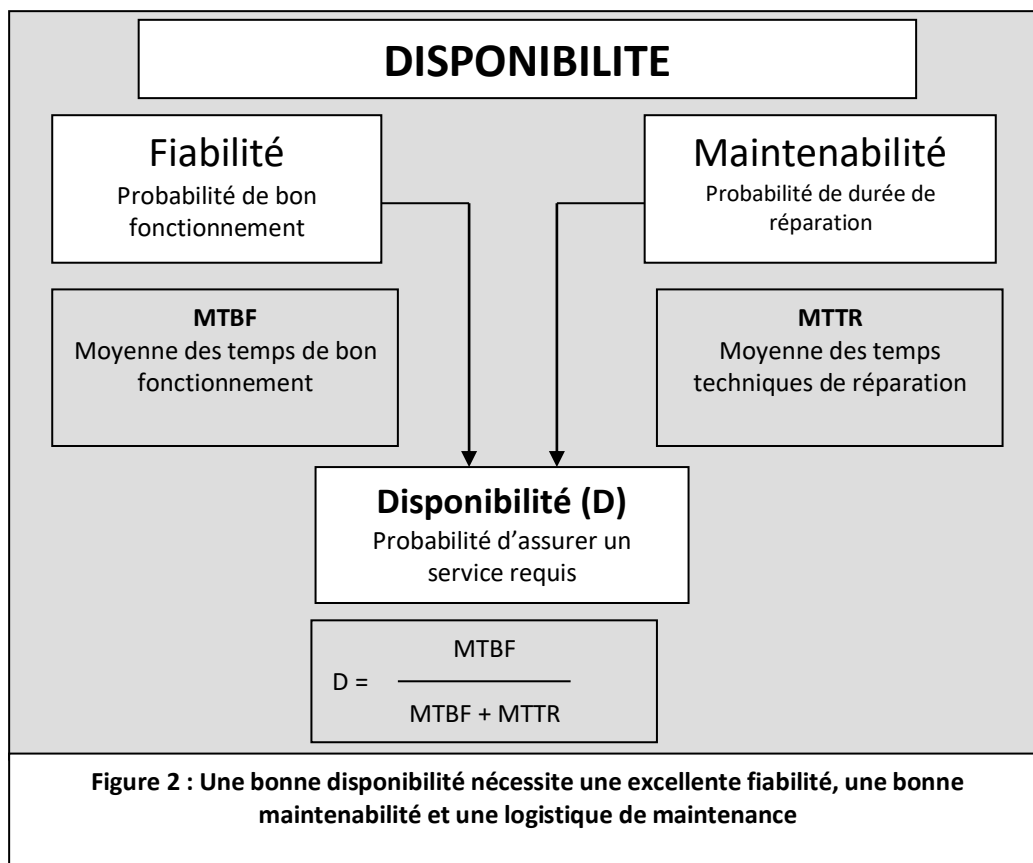 DISPONIBILITE
Fiabilité
Probabilité de bon
fonctionnement
Maintenabilité
Probabilité de durée de
réparation
MTBF
Moyenne des temps de bon
fonctionnement
MTTR
Moyenne des temps
techniques de réparation
Disponibilité (D)
Probabilité d’assurer un
service requis
MTBF
D =
MTBF + MTTR
Figure 2 : Une bonne disponibilité nécessite une excellente fiabilité, une bonne
maintenabilité et une logistique de maintenance